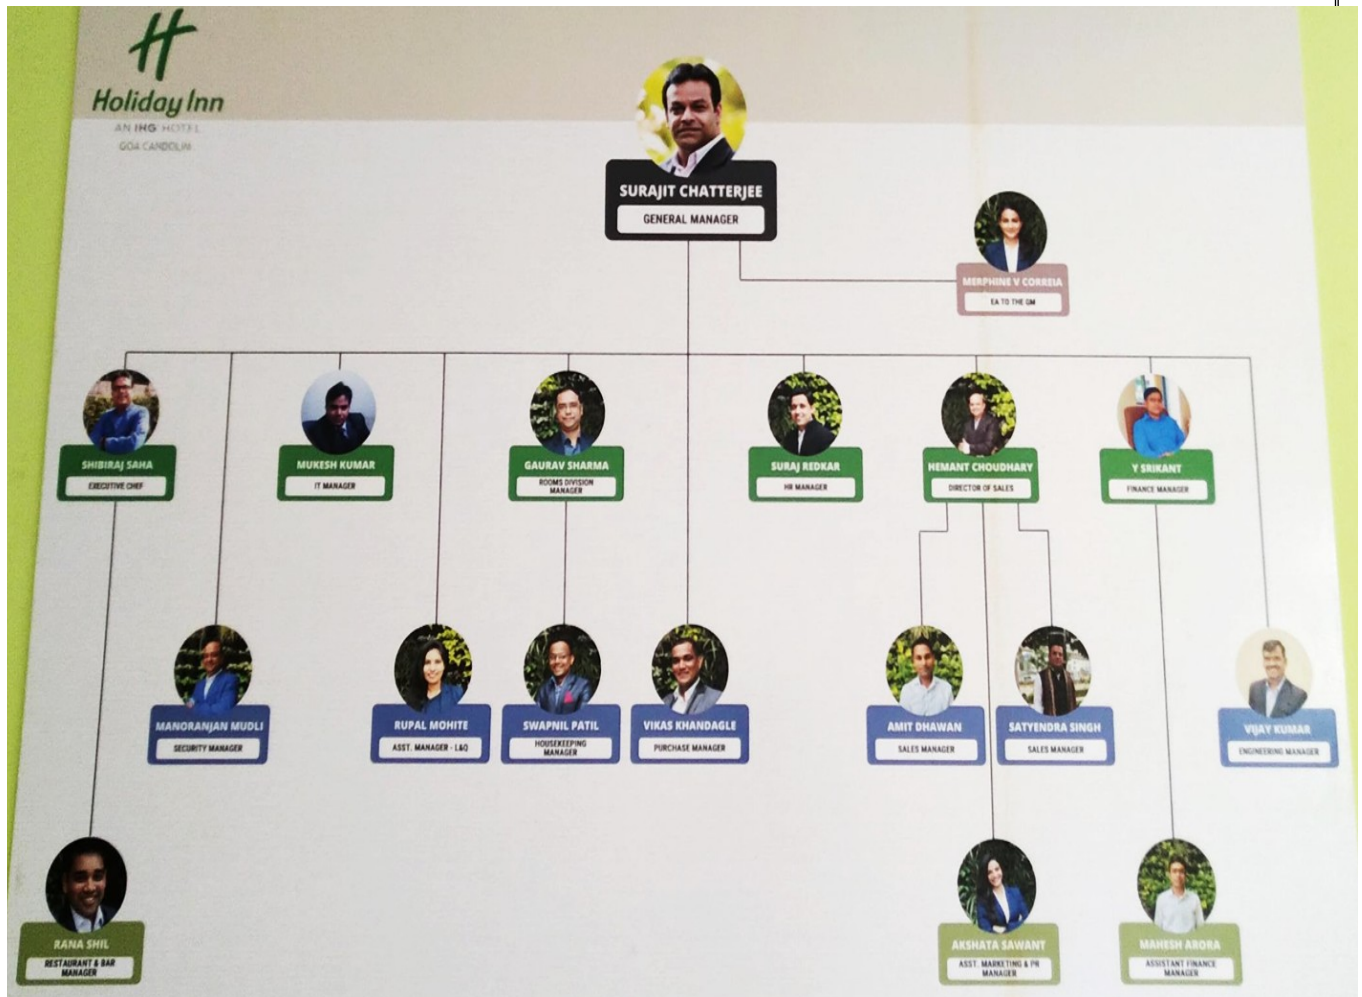 Holiday Inn
AN IHG HOTEL
GOA CANDOLIM
SURAJIT CHATTERJEE
GENERAL MANAGER
MERPHINE V CORREIA
EA TO THE GM
SHIBIRAJ SAHA
EXECUTIVE CHEF
MUKESH KUMAR
IT MANAGER
GAURAV SHARMA
ROOMS DIVISION
MANAGER
SURAJ REDKAR
HR MANAGER
HEMANT CHOUDHARY
DIRECTOR OF SALES
Y SRIKANT
FINANCE MANAGER
MANORANJAN MUDLI
SECURITY MANAGER
RUPAL MOHITE
ASST. MANAGER - L&Q
SWAPNIL PATIL
HOUSEKEEPING
MANAGER
VIKAS KHANDAGLE
PURCHASE MANAGER
AMIT DHAWAN
SALES MANAGER
SATYENDRA SINGH
SALES MANAGER
VIJAY KUMAR
ENGINEERING MANAGER
RANA SHIL
RESTAURANT & BAR
MANAGER
AKSHATA SAWANT
ASST. MARKETING & PR
MANAGER
MAHESH ARORA
ASSISTANT FINANCE
MANAGER